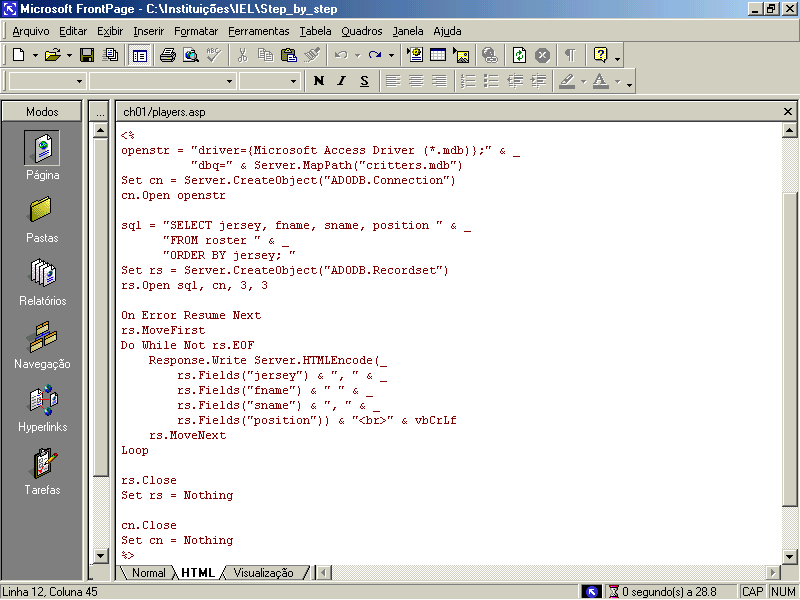 Microsoft FrontPage - C:\Instituições\IEL\Step_by_step
Arquivo Editar Exibir Inserir Formatar Ferramentas Tabela Quadros Janela Ajuda
N I S
Modos
...
ch01/players.asp
Página
Pastas
Relatórios
Navegação
Hyperlinks
Tarefas
<%
openstr = "driver={Microsoft Access Driver (*.mdb)};" & _
"dbq=" & Server.MapPath("critters.mdb")
Set cn = Server.CreateObject("ADODB.Connection")
cn.Open openstr
sql = "SELECT jersey, fname, sname, position " & _
"FROM roster " & _
"ORDER BY jersey; "
Set rs = Server.CreateObject("ADODB.Recordset")
rs.Open sql, cn, 3, 3
On Error Resume Next
rs.MoveFirst
Do While Not rs.EOF
Response.Write Server.HTMLEncode(_
rs.Fields("jersey") & ", " & _
rs.Fields("fname") & " " & _
rs.Fields("sname") & ", " & _
rs.Fields("position")) & "<br>" & vbCrLf
rs.MoveNext
Loop
rs.Close
Set rs = Nothing
cn.Close
Set cn = Nothing
%>
Normal HTML Visualização
Linha 12, Coluna 45
0 segundo(s) a 28.8
CAP NUM